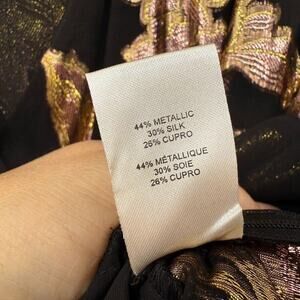 44% METALLIC
30% SILK
26% CUPRO
44% MÉTALLIQUE
30% SOIE
26% CUPRO